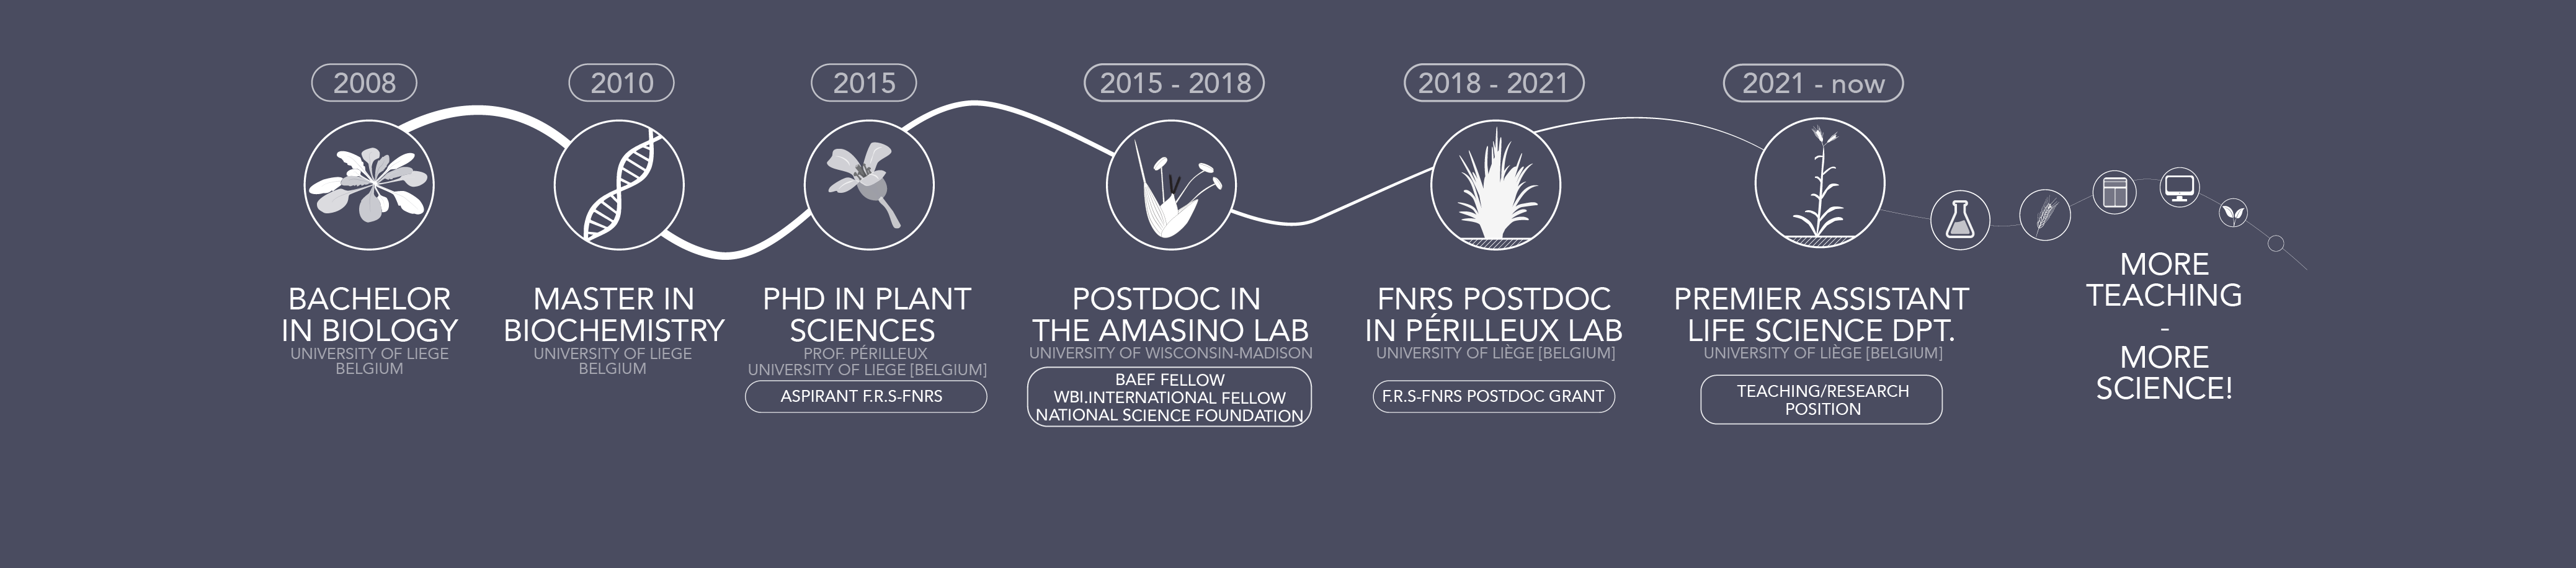 2008
BACHELOR
IN BIOLOGY
UNIVERSITY OF LIEGE
BELGIUM
2010
MASTER IN
BIOCHEMISTRY
UNIVERSITY OF LIEGE
BELGIUM
2015
PHD IN PLANT
SCIENCES
PROF. PÉRILLEUX
UNIVERSITY OF LIEGE [BELGIUM]
ASPIRANT F.R.S-FNRS
2015 - 2018
POSTDOC IN
THE AMASINO LAB
UNIVERSITY OF WISCONSIN-MADISON
BAEF FELLOW
WBI.INTERNATIONAL FELLOW
NATIONAL SCIENCE FOUNDATION
2018 - 2021
FNRS POSTDOC
IN PÉRILLEUX LAB
UNIVERSITY OF LIÈGE [BELGIUM]
F.R.S-FNRS POSTDOC GRANT
2021 - now
PREMIER ASSISTANT
LIFE SCIENCE DPT.
UNIVERSITY OF LIÈGE [BELGIUM]
TEACHING/RESEARCH
POSITION
MORE
TEACHING
-
MORE
SCIENCE!